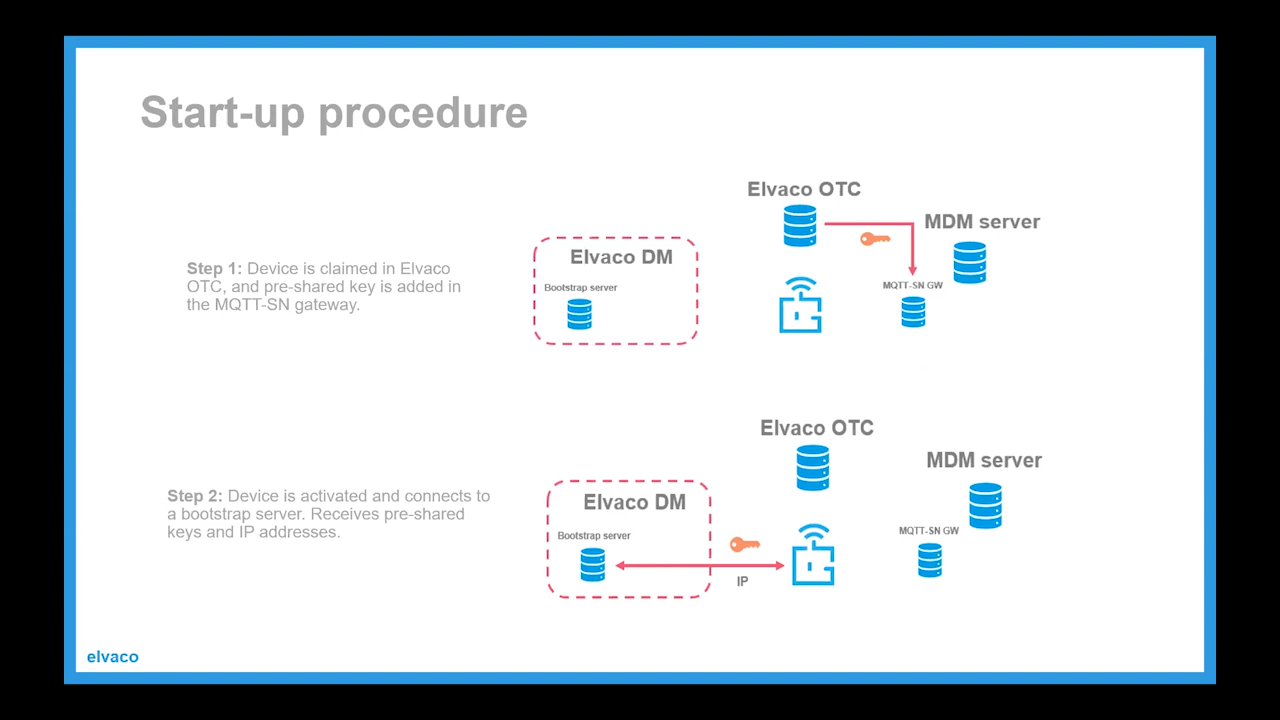 Start-up procedure
Elvaco OTC
MDM server
Elvaco DM
Step 1: Device is claimed in Elvaco
OTC, and pre-shared key is added in
the MQTT-SN gateway.
Bootstrap server
MQTT-SN GW
Elvaco OTC
MDM server
Elvaco DM
Step 2: Device is activated and connects to
a bootstrap server. Receives pre-shared
keys and IP addresses.
Bootstrap server
MQTT-SN GW
IP
elvaco